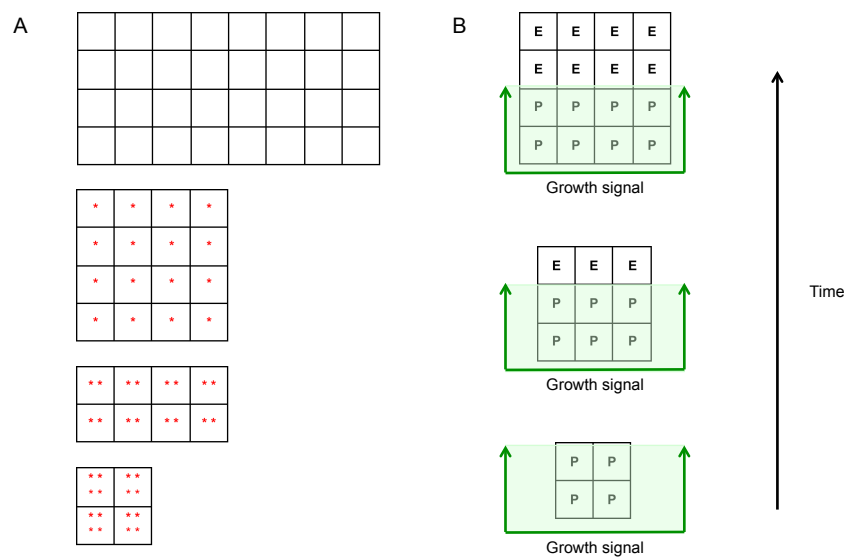 A
* * * *
* * * *
* * * *
* * * *
** ** ** **
** ** ** **
** **
** **
** **
** **
B
E E E E
E E E E
P P P P
P P P P
Growth signal
E E E
P P P
P P P
Growth signal
P P
P P
Growth signal
Time